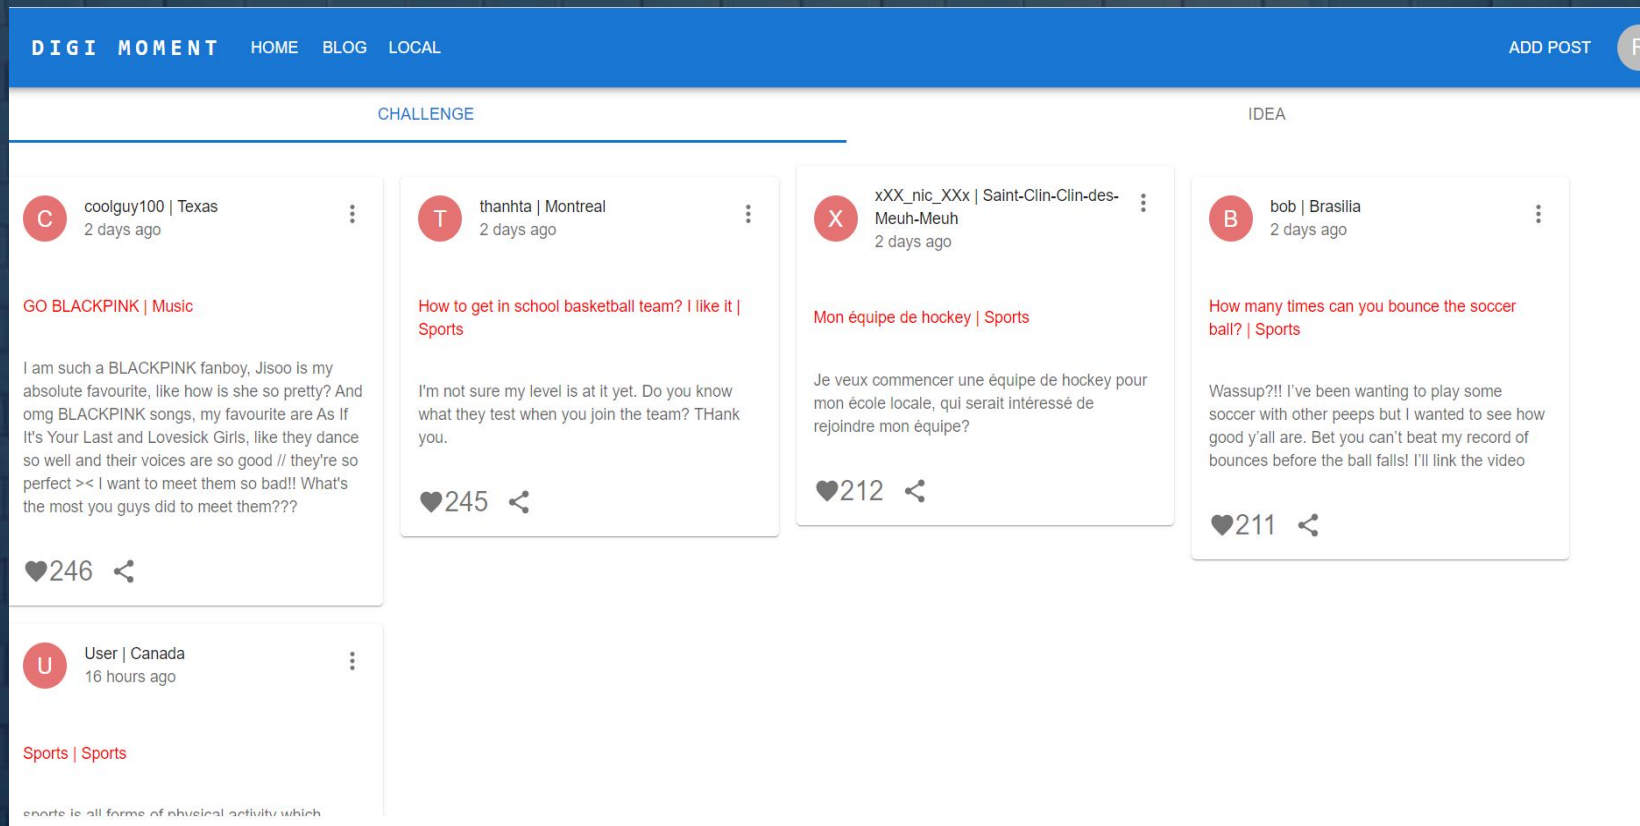 DIGI MOMENT HOME BLOG LOCAL ADD POST
CHALLENGE IDEA
C
coolguy100 | Texas
2 days ago
GO BLACKPINK | Music
I am such a BLACKPINK fanboy, Jisoo is my
absolute favourite, like how is she so pretty? And
omg BLACKPINK songs, my favourite are As If
It's Your Last and Lovesick Girls, like they dance
so well and their voices are so good // they're so
perfect >< I want to meet them so bad!! What's
the most you guys did to meet them???
246
T
thanhta | Montreal
2 days ago
How to get in school basketball team? I like it |
Sports
I'm not sure my level is at it yet. Do you know
what they test when you join the team? THank
you.
245
X
xXX_nic_XXx | Saint-Clin-Clin-des-
Meuh-Meuh
2 days ago
Mon équipe de hockey | Sports
Je veux commencer une équipe de hockey pour
mon école locale, qui serait intéressé de
rejoindre mon équipe?
212
B
bob | Brasilia
2 days ago
How many times can you bounce the soccer
ball? | Sports
Wassup?!! I've been wanting to play some
soccer with other peeps but I wanted to see how
good y'all are. Bet you can't beat my record of
bounces before the ball falls! I'll link the video
211
U
User | Canada
16 hours ago
Sports | Sports
sports is all forms of physical activity which